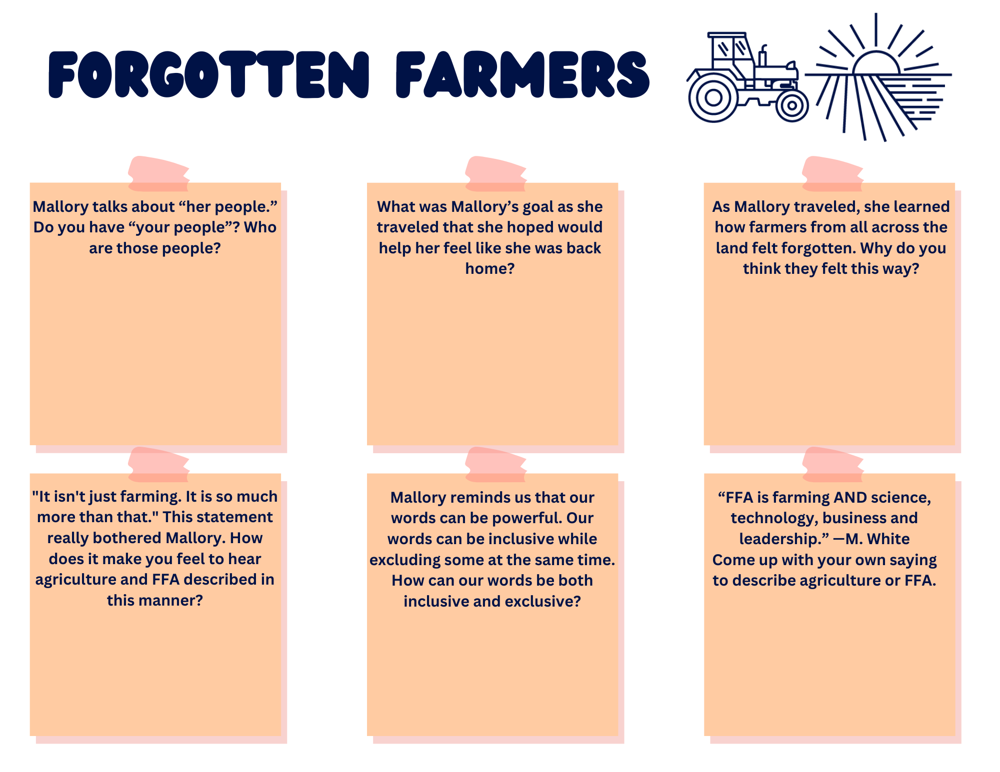 FORGOTTEN FARMERS
Mallory talks about “her people.”
Do you have “your people”? Who
are those people?
What was Mallory’s goal as she
traveled that she hoped would
help her feel like she was back
home?
As Mallory traveled, she learned
how farmers from all across the
land felt forgotten. Why do you
think they felt this way?
"It isn't just farming. It is so much
more than that." This statement
really bothered Mallory. How
does it make you feel to hear
agriculture and FFA described in
this manner?
Mallory reminds us that our
words can be powerful. Our
words can be inclusive while
excluding some at the same time.
How can our words be both
inclusive and exclusive?
“FFA is farming AND science,
technology, business and
leadership.” —M. White
Come up with your own saying
to describe agriculture or FFA.